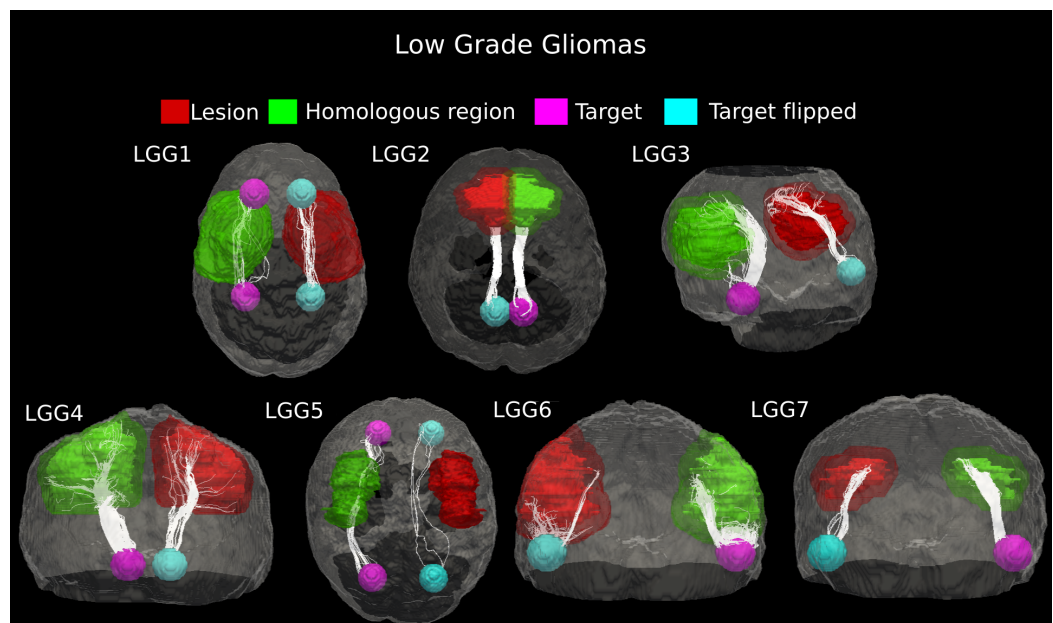 Low Grade Gliomas
Lesion Homologous region Target Target flipped
LGG1 LGG2 LGG3
LGG4 LGG5 LGG6 LGG7